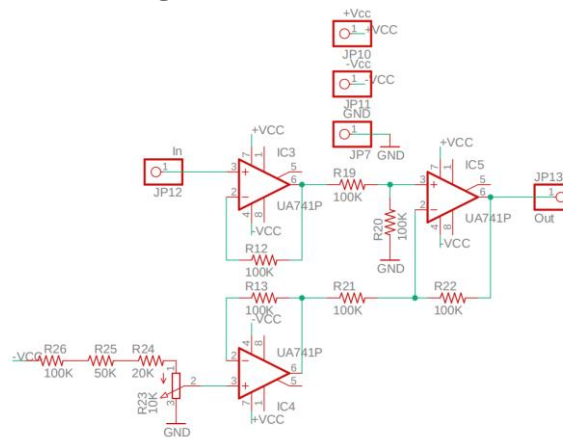 +Vcc
1 +VCC
JP10
-Vcc
1 -VCC
JP11
GND
1
JP7
GND
In
1
JP12
+VCC
7 1
IC3
3 + 5
6
2 -
UA741P
4 8
-VCC
R12
100K
R19
100K
R20
100K
GND
+VCC
7 1
IC5
3 + 5
6
2 -
UA741P
4 8
-VCC
JP13
1
Out
R13
100K
R21
100K
R22
100K
-VCC
4 8
UA741P
2 -
6
3 + 5
7 1
IC4
+VCC
-VCC
R26
100K
R25
50K
R24
20K
R23
10K
1
2
3
GND